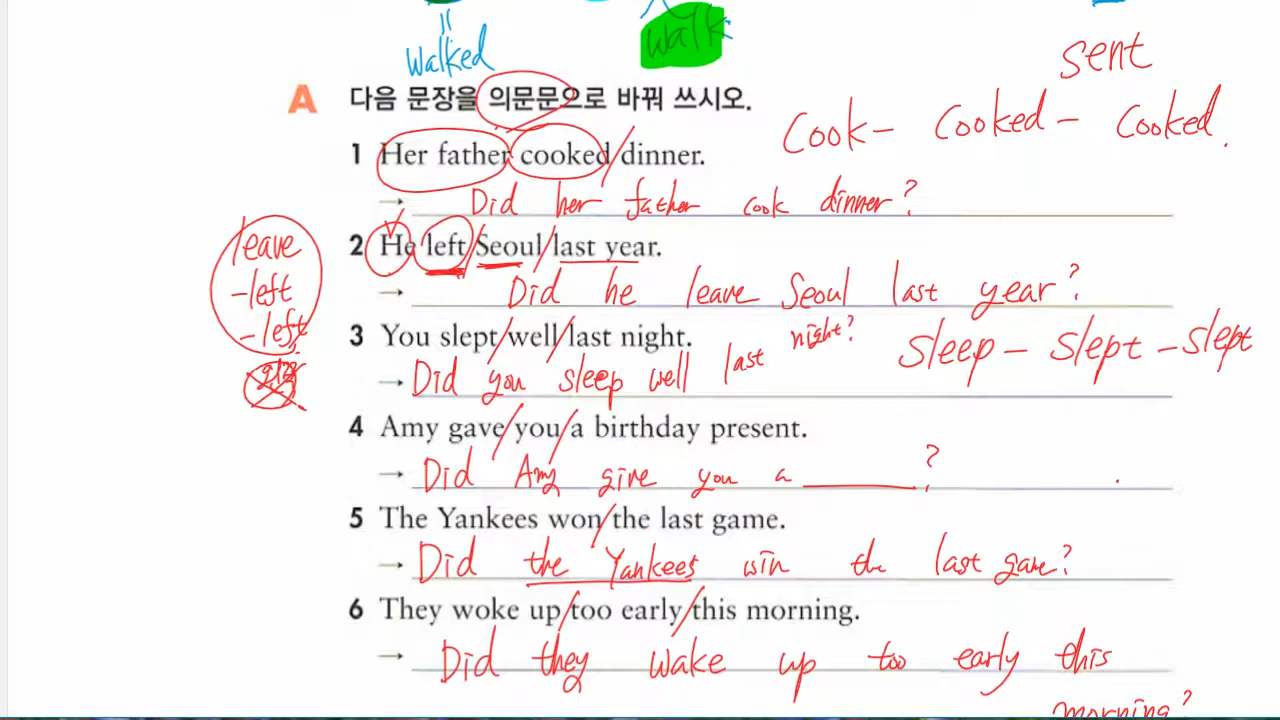 walked
walk
sent
A 다음 문장을 의문문으로 바꿔 쓰시오.
cook - cooked - cooked.
1 Her father cooked/dinner.
→ Did her father cook dinner?
leave
-left
-left
2 He left/Seoul/last year.
→ Did he leave Seoul last year?
3 You slept/well/last night.
sleep - slept - slept
→ Did you sleep well last night?
4 Amy gave/you/a birthday present.
→ Did Amy give you a ______?
5 The Yankees won/the last game.
→ Did the Yankees win the last game?
6 They woke up/too early/this morning.
→ Did they wake up too early this
morning?